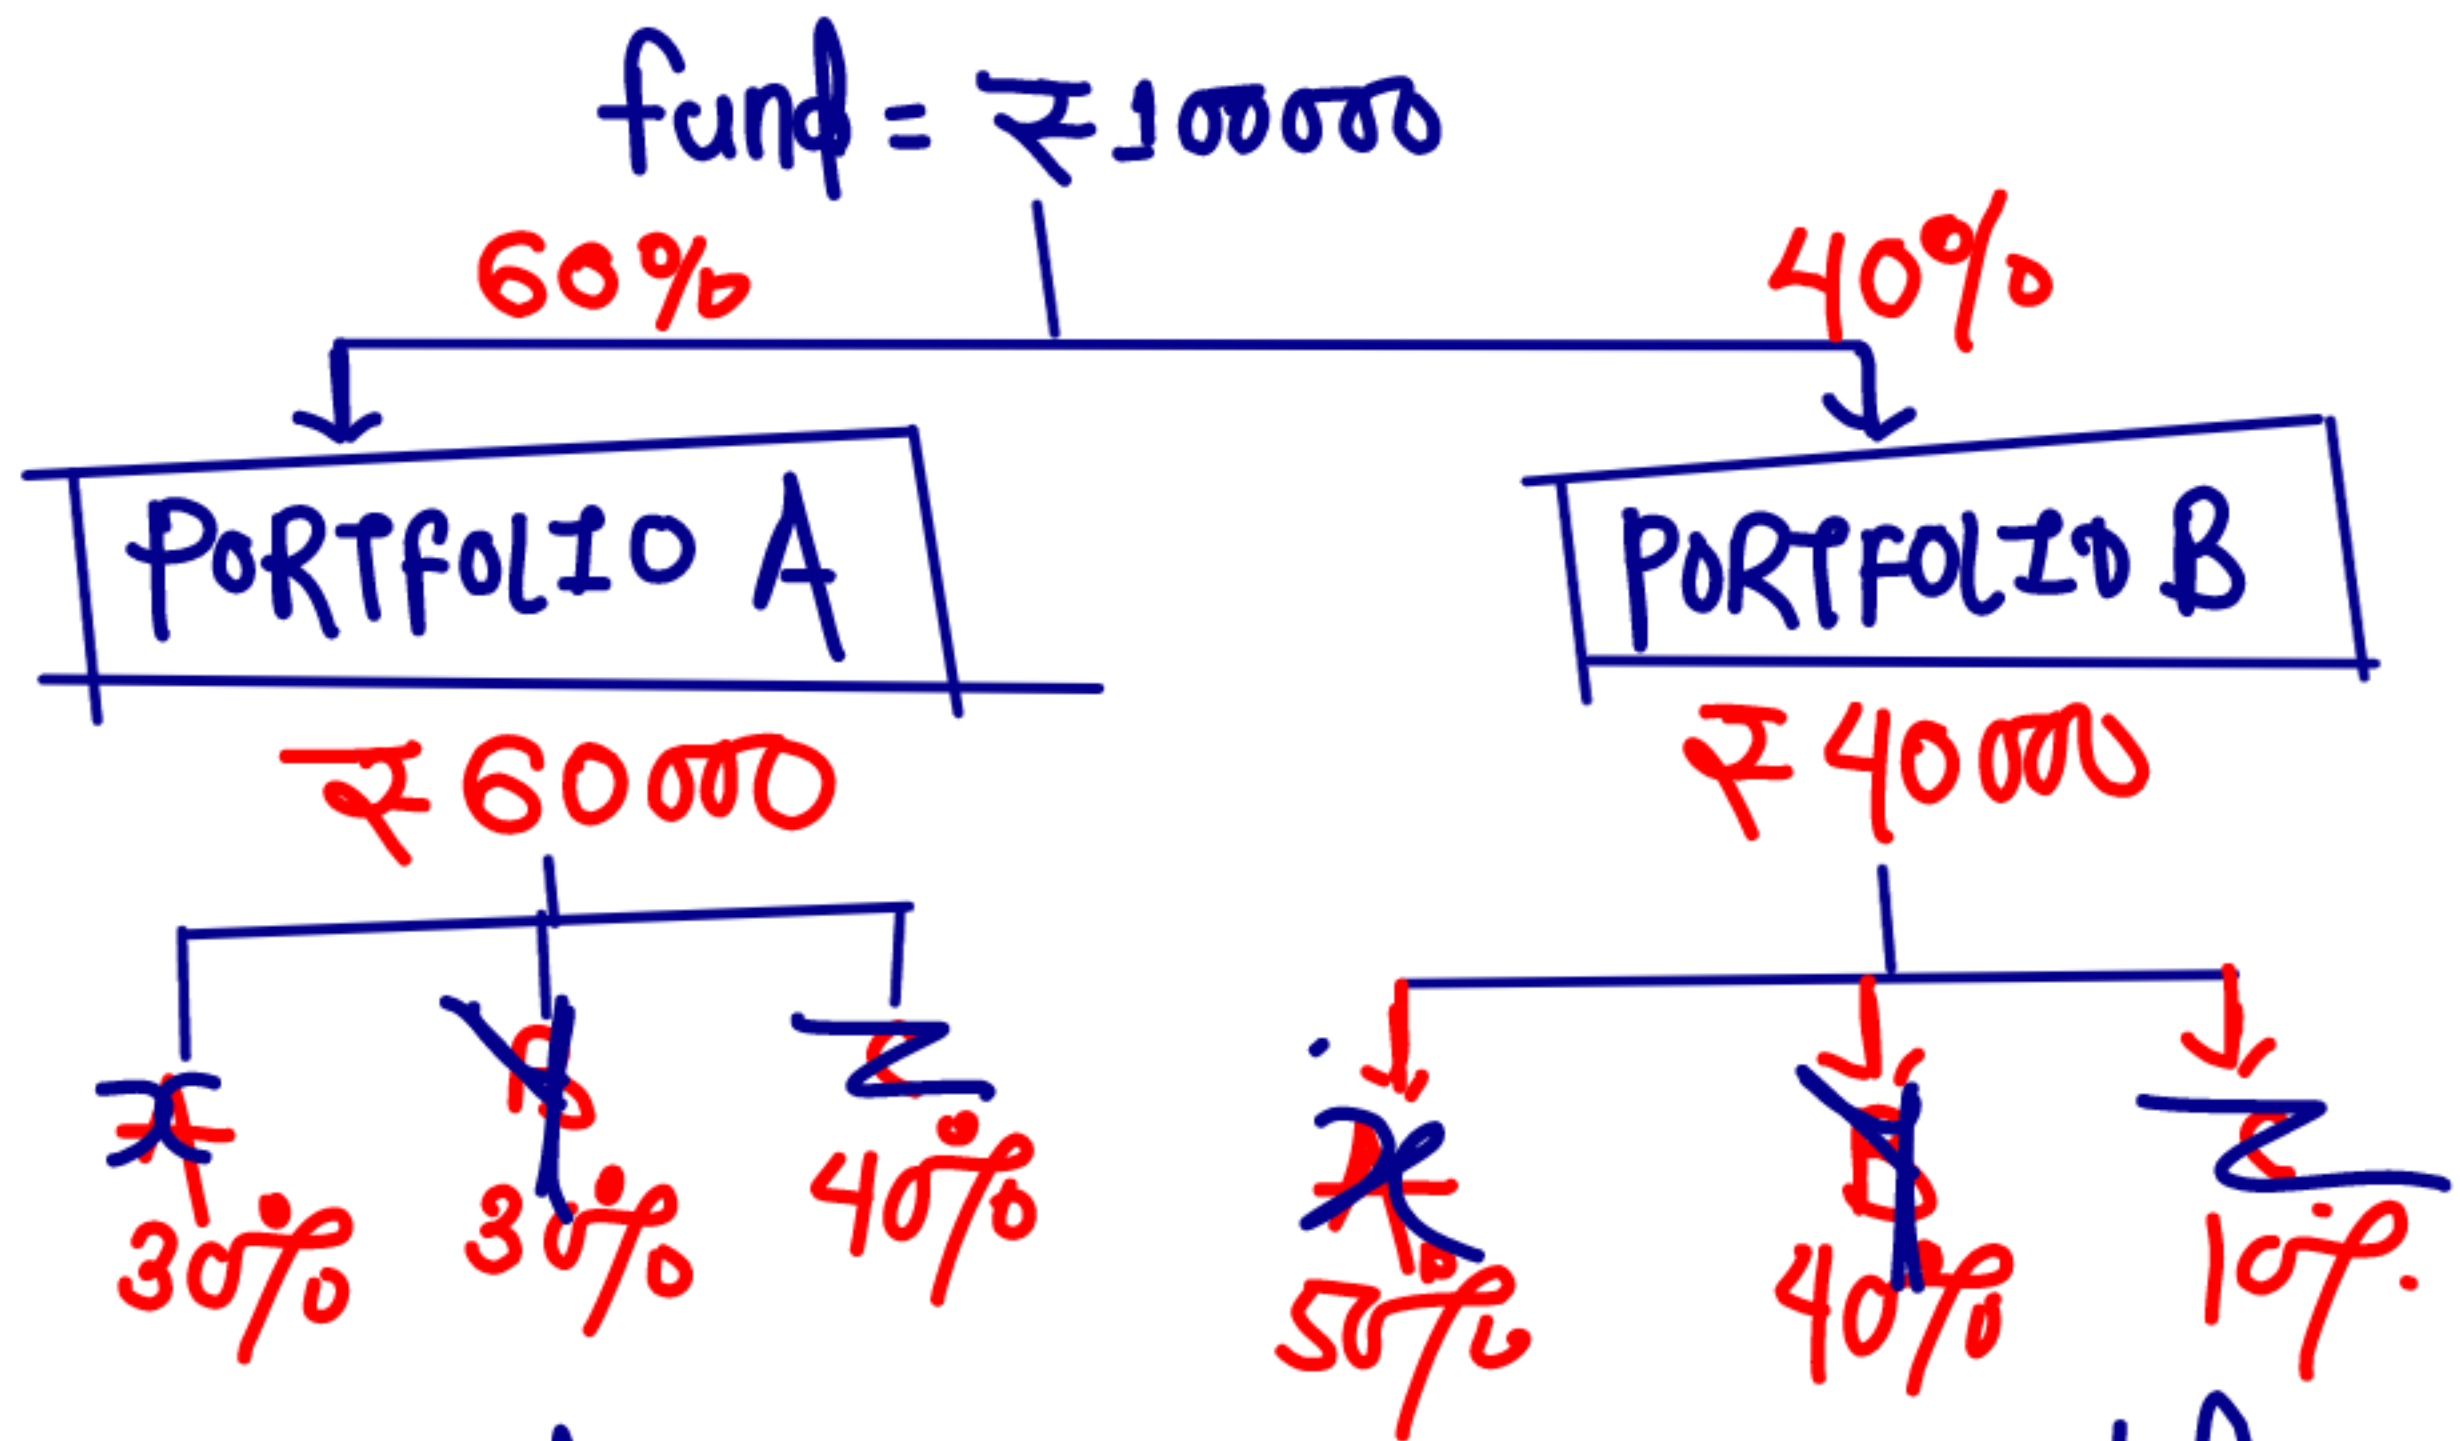 fund = ₹100000
60% 40%
PORTfOLIO A PORTFOLIO B
₹60000 ₹40000
x y z x y z
30% 30% 40% 50% 40% 10%